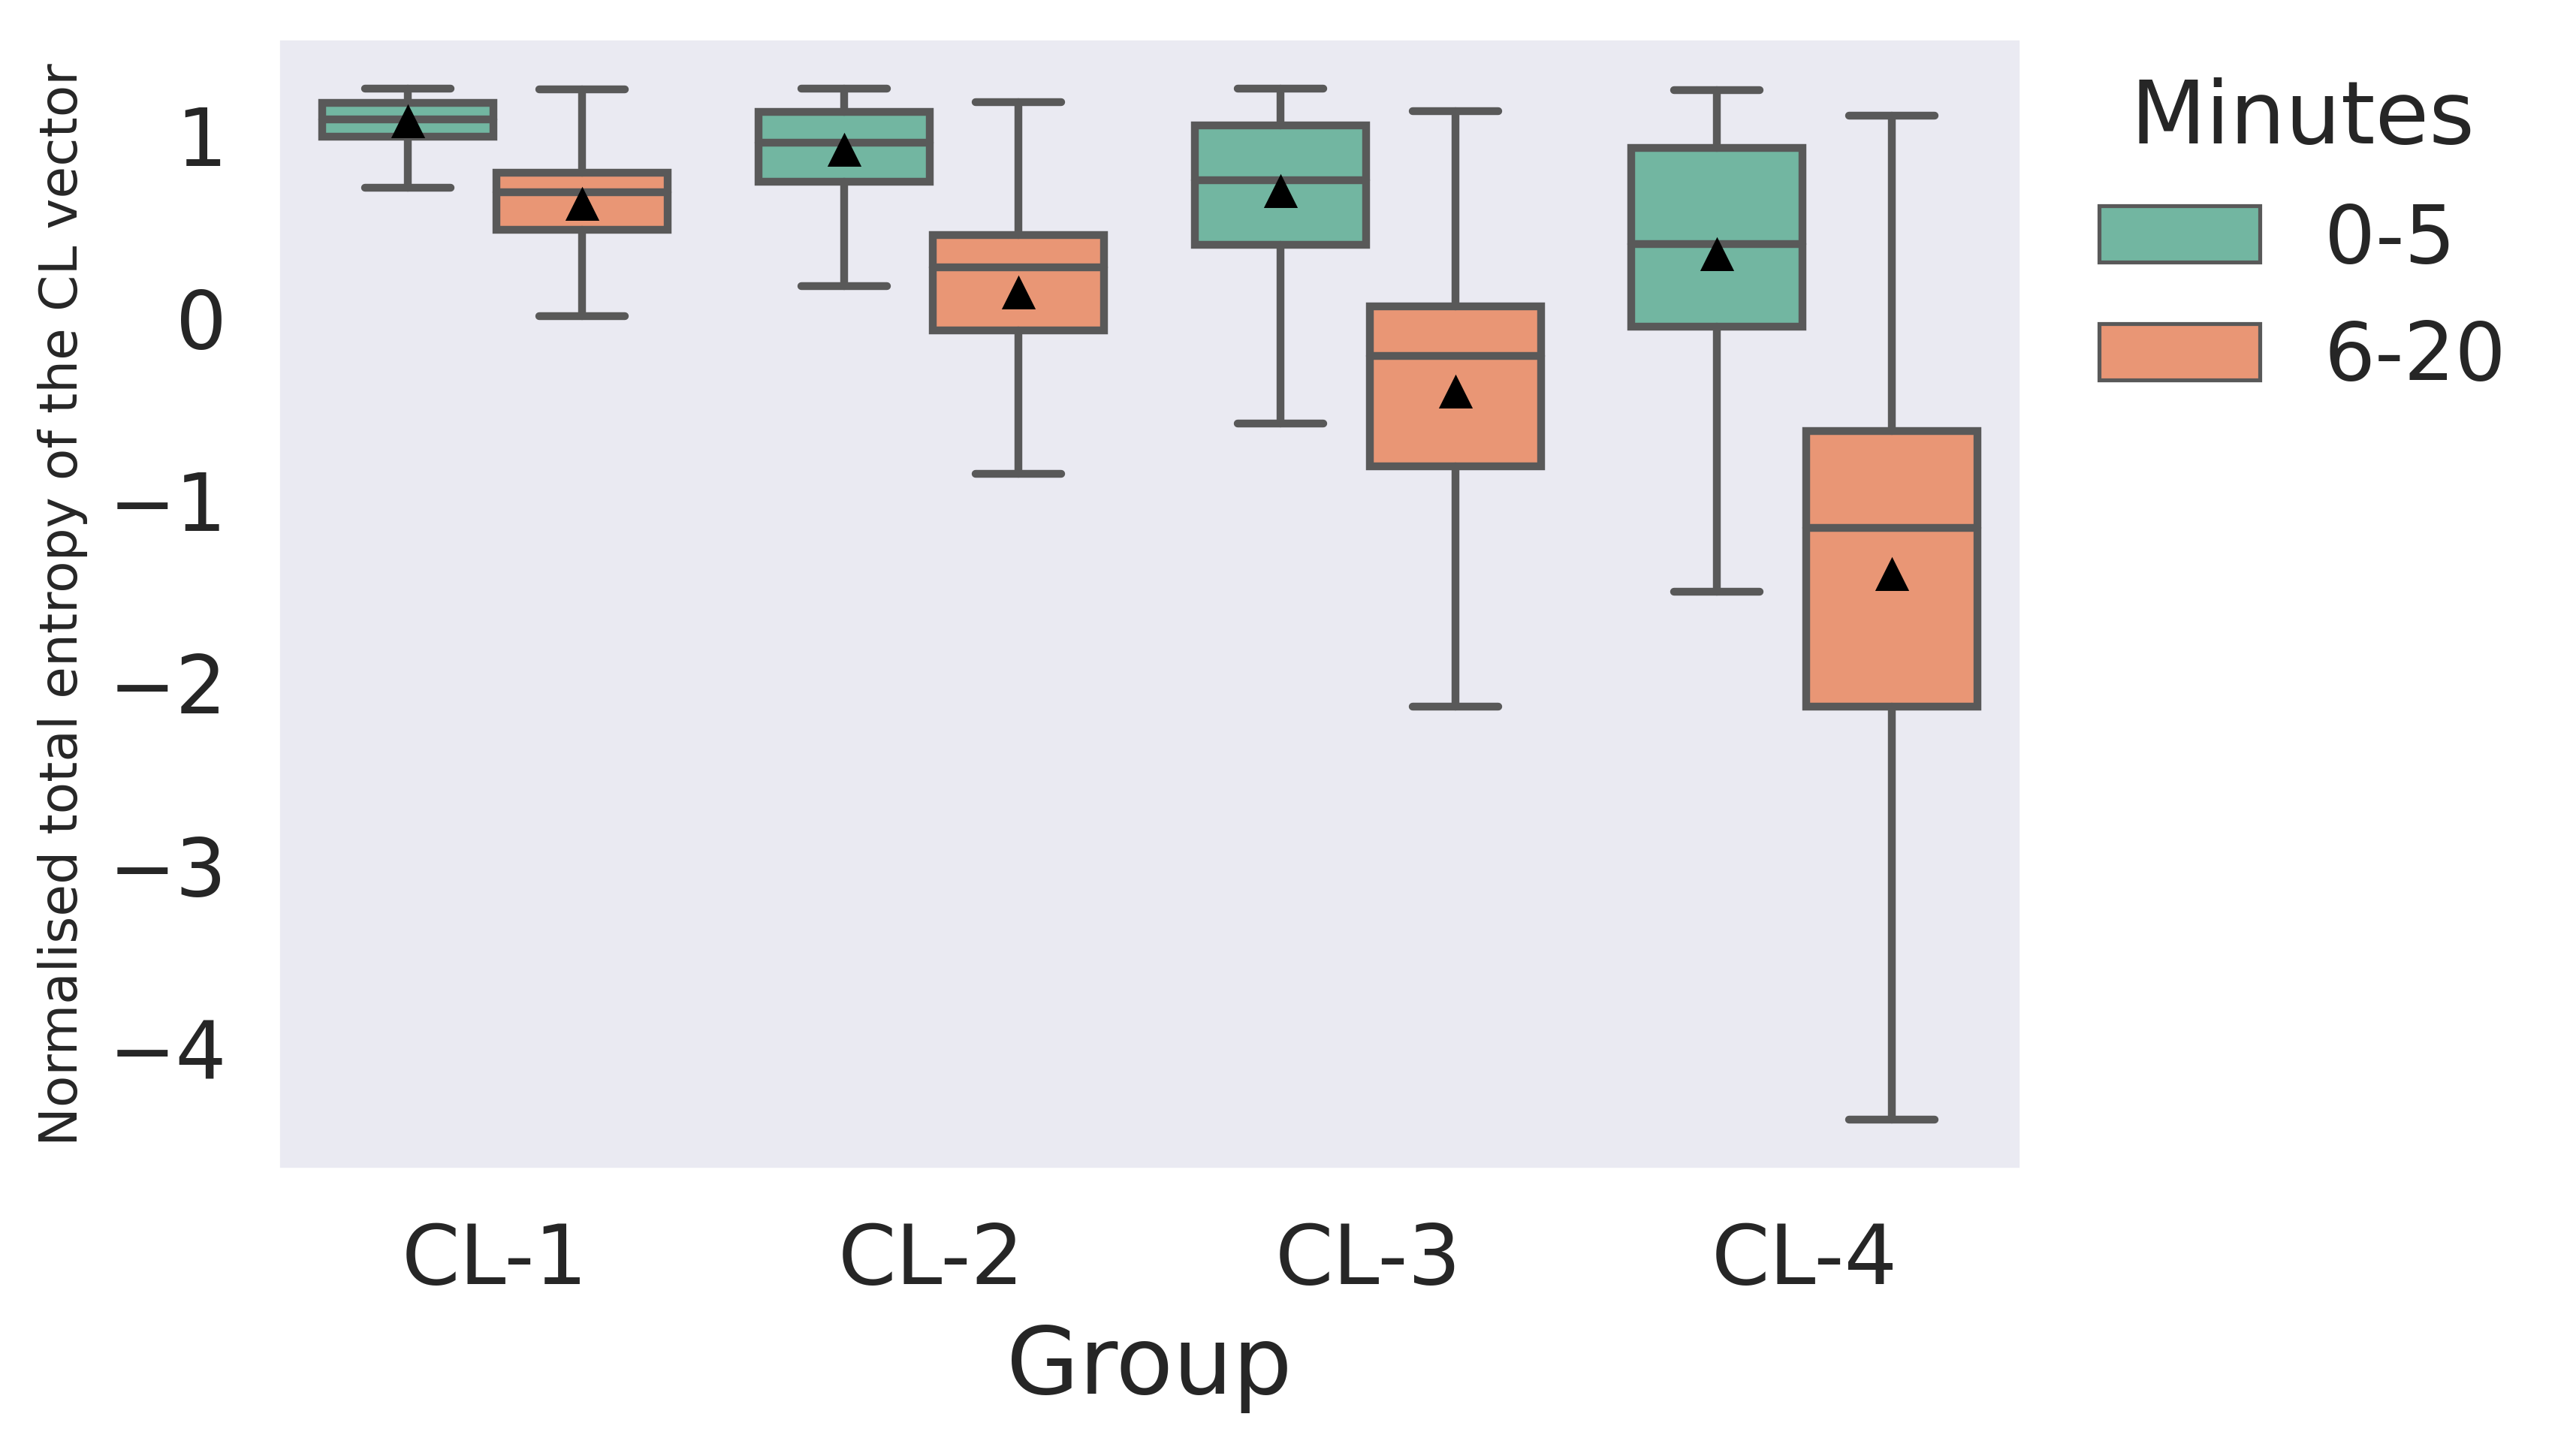 Normalised total entropy of the CL vector
1
0
−1
−2
−3
−4
CL-1 CL-2 CL-3 CL-4
Group
Minutes
0-5
6-20